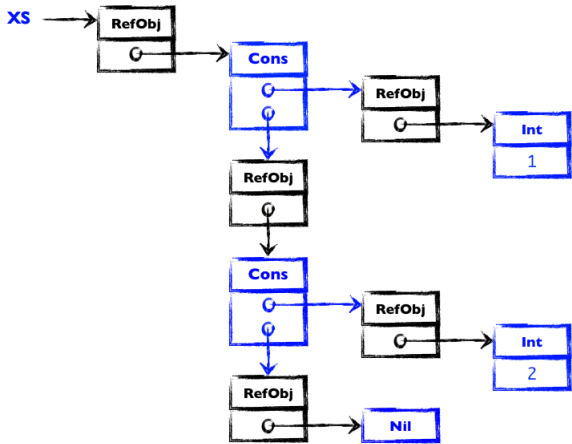 XS
RefObj
Cons
RefObj
Int
1
RefObj
Cons
RefObj
Int
2
RefObj
Nil